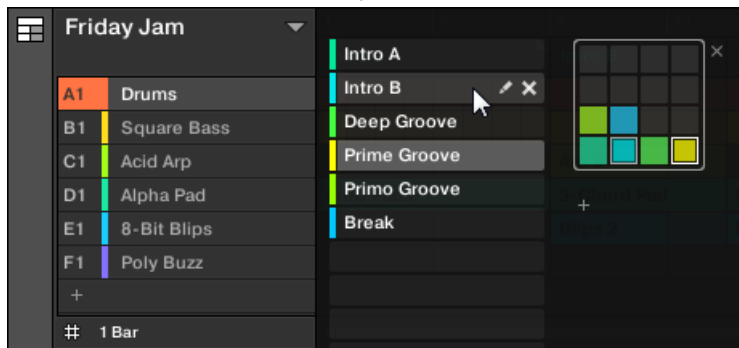 Friday Jam
A1 Drums
B1 Square Bass
C1 Acid Arp
D1 Alpha Pad
E1 8-Bit Blips
F1 Poly Buzz
+
1 Bar
Intro A
Intro B
Deep Groove
Prime Groove
Primo Groove
Break
+